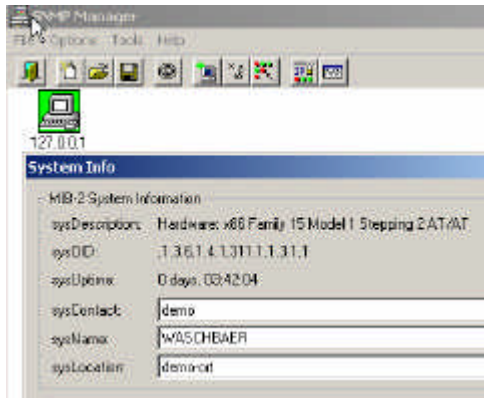 SNMP Manager
File Options Tools Help
127.0.0.1
System Info
MIB-2 System Information
sysDescription: Hardware: x86 Family 15 Model 1 Stepping 2 AT/AT
sysOID: .1.3.6.1.4.1.311.1.1.3.1.1
sysUptime: 0 days, 03:42:04
sysContact: demo
sysName: WASCHBAER
sysLocation: demo-ort